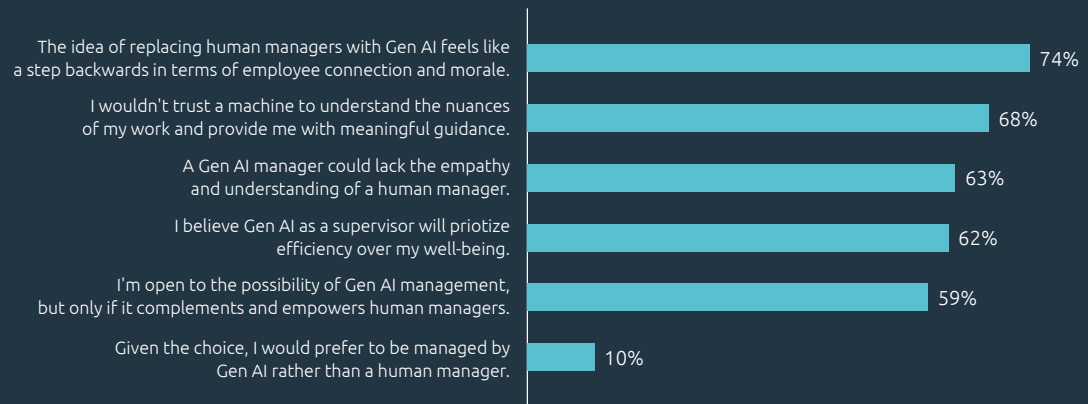 The idea of replacing human managers with Gen AI feels like
a step backwards in terms of employee connection and morale.
74%
I wouldn't trust a machine to understand the nuances
of my work and provide me with meaningful guidance.
68%
A Gen AI manager could lack the empathy
and understanding of a human manager.
63%
I believe Gen AI as a supervisor will priotize
efficiency over my well-being.
62%
I'm open to the possibility of Gen AI management,
but only if it complements and empowers human managers.
59%
Given the choice, I would prefer to be managed by
Gen AI rather than a human manager.
10%